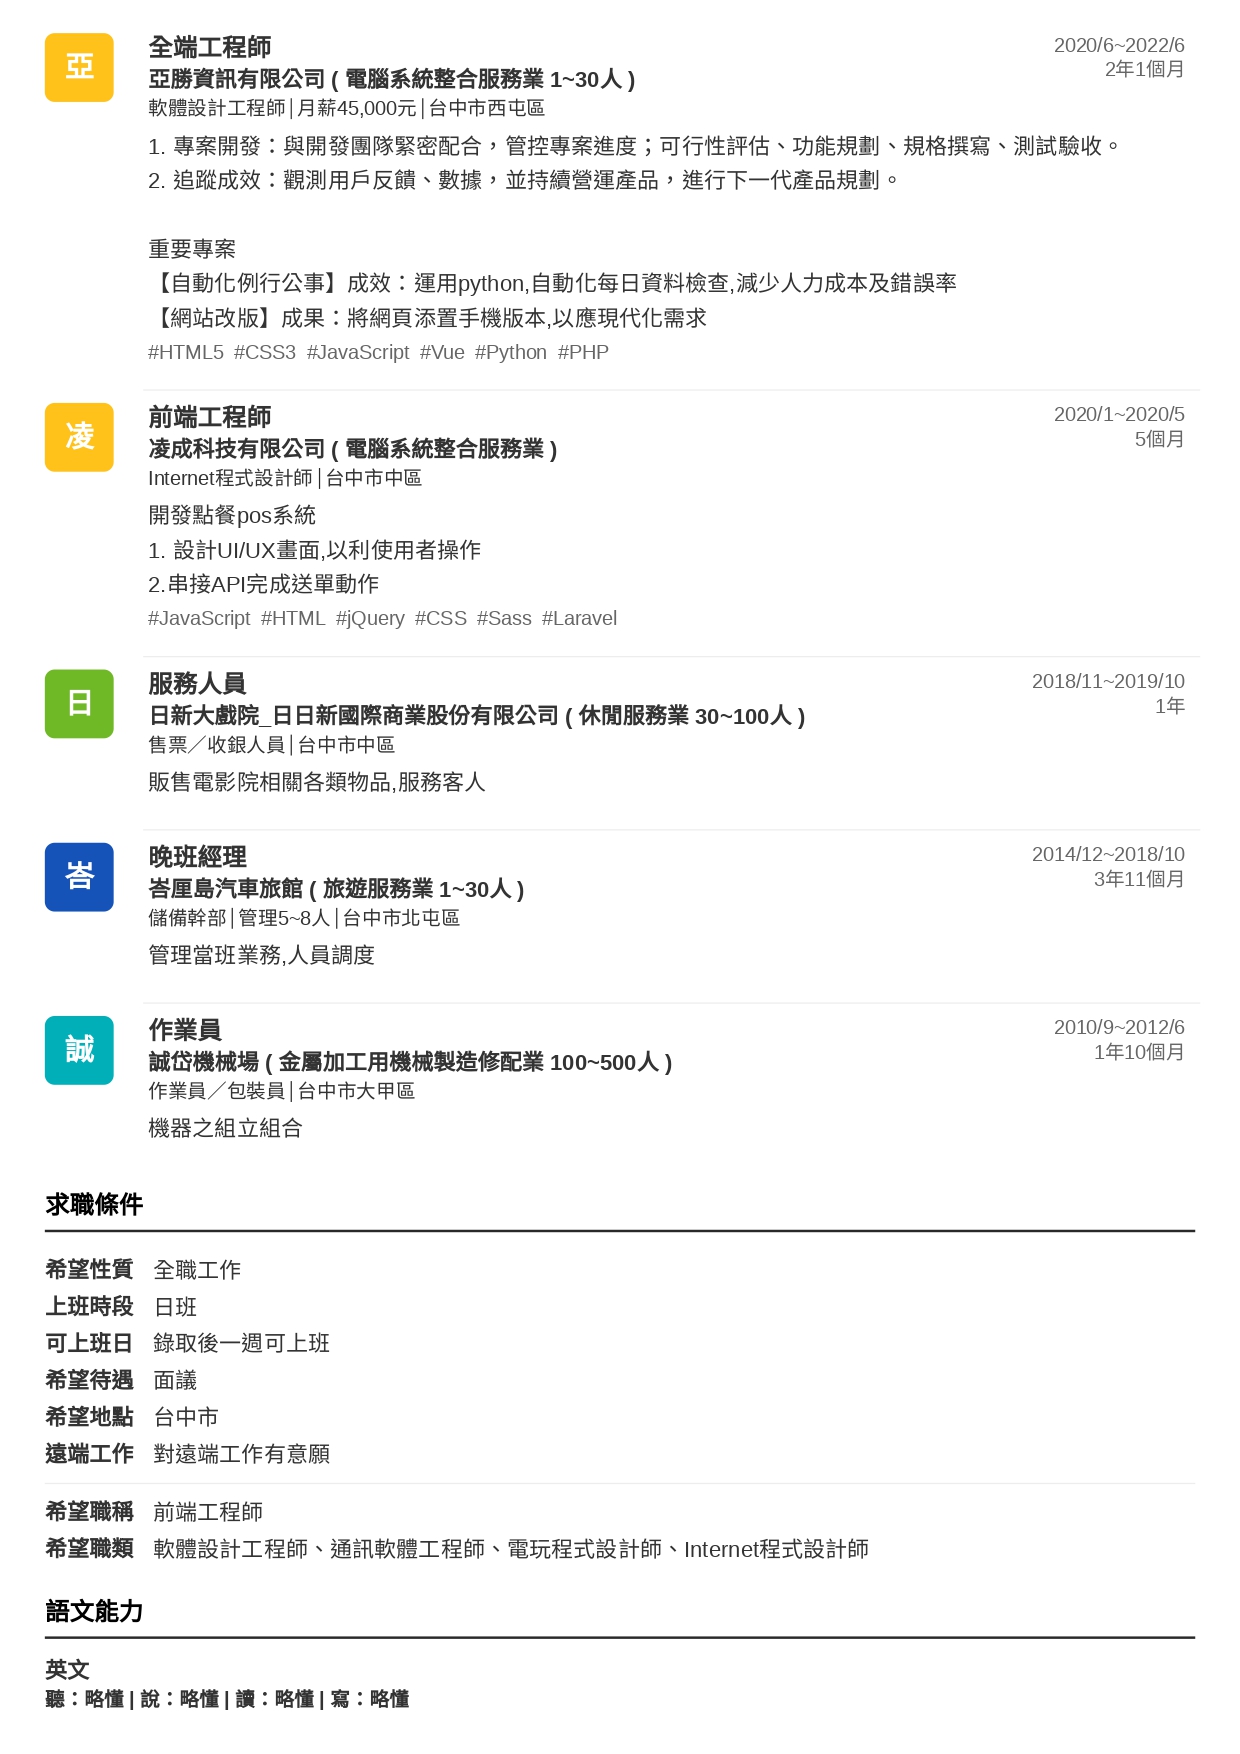 亞
全端工程師
2020/6~2022/6
亞勝資訊有限公司 ( 電腦系統整合服務業 1~30人 )
2年1個月
軟體設計工程師│月薪45,000元│台中市西屯區
1. 專案開發：與開發團隊緊密配合，管控專案進度；可行性評估、功能規劃、規格撰寫、測試驗收。
2. 追蹤成效：觀測用戶反饋、數據，並持續營運產品，進行下一代產品規劃。
重要專案
【自動化例行公事】成效：運用python,自動化每日資料檢查,減少人力成本及錯誤率
【網站改版】成果：將網頁添置手機版本,以應現代化需求
#HTML5 #CSS3 #JavaScript #Vue #Python #PHP
凌
前端工程師
2020/1~2020/5
凌成科技有限公司 ( 電腦系統整合服務業 )
5個月
Internet程式設計師│台中市中區
開發點餐pos系統
1. 設計UI/UX畫面,以利使用者操作
2.串接API完成送單動作
#JavaScript #HTML #jQuery #CSS #Sass #Laravel
日
服務人員
2018/11~2019/10
日新大戲院_日日新國際商業股份有限公司 ( 休閒服務業 30~100人 )
1年
售票／收銀人員│台中市中區
販售電影院相關各類物品,服務客人
峇
晚班經理
2014/12~2018/10
峇厘島汽車旅館 ( 旅遊服務業 1~30人 )
3年11個月
儲備幹部│管理5~8人│台中市北屯區
管理當班業務,人員調度
誠
作業員
2010/9~2012/6
誠岱機械場 ( 金屬加工用機械製造修配業 100~500人 )
1年10個月
作業員／包裝員│台中市大甲區
機器之組立組合
求職條件
希望性質 全職工作
上班時段 日班
可上班日 錄取後一週可上班
希望待遇 面議
希望地點 台中市
遠端工作 對遠端工作有意願
希望職稱 前端工程師
希望職類 軟體設計工程師、通訊軟體工程師、電玩程式設計師、Internet程式設計師
語文能力
英文
聽：略懂 | 說：略懂 | 讀：略懂 | 寫：略懂